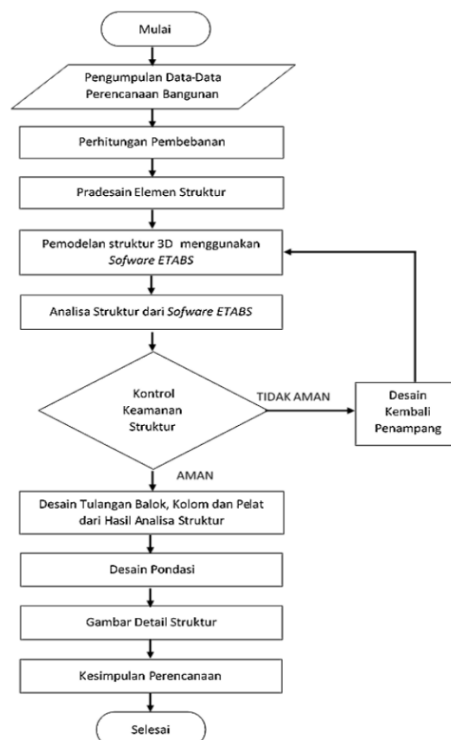 Mulai
Pengumpulan Data-Data
Perencanaan Bangunan
Perhitungan Pembebanan
Pradesain Elemen Struktur
Pemodelan struktur 3D menggunakan
Sofware ETABS
Analisa Struktur dari Sofware ETABS
Kontrol
Keamanan
Struktur
TIDAK AMAN
Desain
Kembali
Penampang
AMAN
Desain Tulangan Balok, Kolom dan Pelat
dari Hasil Analisa Struktur
Desain Pondasi
Gambar Detail Struktur
Kesimpulan Perencanaan
Selesai